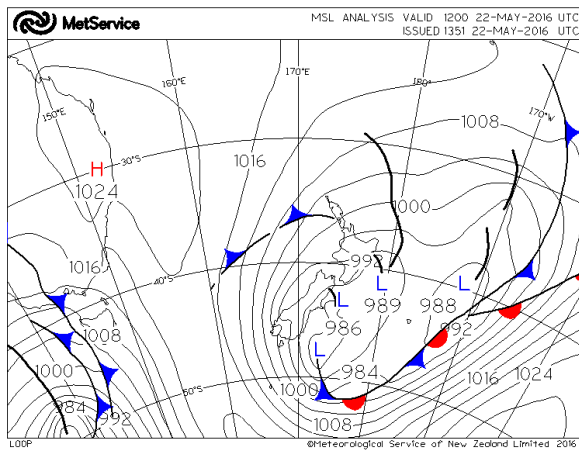 MetService
MSL ANALYSIS VALID 1200 22-MAY-2016 UTC
ISSUED 1351 22-MAY-2016 UTC
150°E
160°E
170°E
180°
170°W
1008
30°S
1016
H
1024
1000
1016
992
40°S
L
L
L
989
988
1008
986
992
L
1000
984
1016
1024
50°S
1000
984
992
1008
LOOP
©Meteorological Service of New Zealand Limited 2016